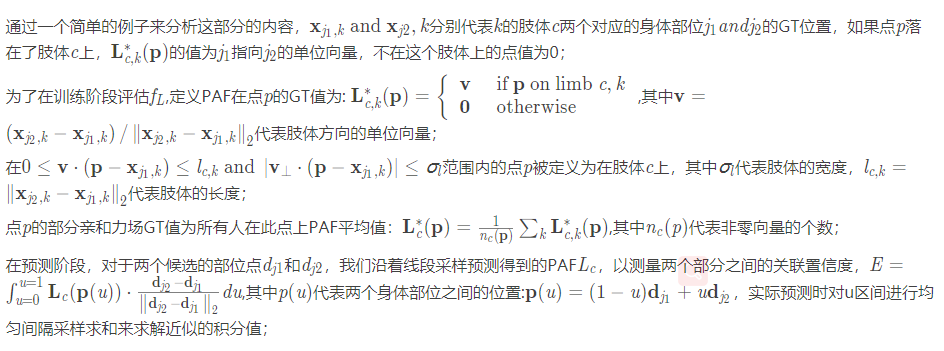 通过一个简单的例子来分析这部分的内容，$\mathbf{x}_{j_1,k}$ and $\mathbf{x}_{j2},k$分别代表$k$的肢体$c$两个对应的身体部位$j_1 and j_2$的GT位置，如果点$p$落
在了肢体$c$上，$\mathbf{L}^*_{c,k}(\mathbf{p})$的值为$j_1$指向$j_2$的单位向量，不在这个肢体上的点值为0；
为了在训练阶段评估$f_L$,定义PAF在点$p$的GT值为: $\mathbf{L}^*_{c,k}(\mathbf{p}) = \begin{cases} \mathbf{v} & \text{if } \mathbf{p} \text{ on limb } c,k \\ \mathbf{0} & \text{otherwise} \end{cases}$ ,其中$\mathbf{v} =$
$(\mathbf{x}_{j_2,k} - \mathbf{x}_{j_1,k}) / \|\mathbf{x}_{j_2,k} - \mathbf{x}_{j_1,k}\|_2$代表肢体方向的单位向量；
在$0 \leq \mathbf{v} \cdot (\mathbf{p} - \mathbf{x}_{j_1,k}) \leq l_{c,k}$ and $|\mathbf{v}_\perp \cdot (\mathbf{p} - \mathbf{x}_{j_1,k})| \leq \boldsymbol{\sigma}_l$范围内的点$p$被定义为在肢体$c$上，其中$\boldsymbol{\sigma}_l$代表肢体的宽度，$l_{c,k} =$
$\|\mathbf{x}_{j_2,k} - \mathbf{x}_{j_1,k}\|_2$代表肢体的长度；
点$p$的部分亲和力场GT值为所有人在此点上PAF平均值：$\mathbf{L}^*_c(\mathbf{p}) = \frac{1}{n_c(\mathbf{p})} \sum_k \mathbf{L}^*_{c,k}(\mathbf{p})$,其中$n_c(p)$代表非零向量的个数；
在预测阶段，对于两个候选的部位点$d_{j1}$和$d_{j2}$，我们沿着线段采样预测得到的PAF$L_c$，以测量两个部分之间的关联置信度，$E =$
$\int_{u=0}^{u=1} \mathbf{L}_c(\mathbf{p}(u)) \cdot \frac{\mathbf{d}_{j_2} - \mathbf{d}_{j_1}}{\|\mathbf{d}_{j_2} - \mathbf{d}_{j_1}\|_2} du$,其中$p(u)$代表两个身体部位之间的位置:$\mathbf{p}(u) = (1-u)\mathbf{d}_{j_1} + u\mathbf{d}_{j_2}$，实际预测时对u区间进行均
匀间隔采样求和来求解近似的积分值；